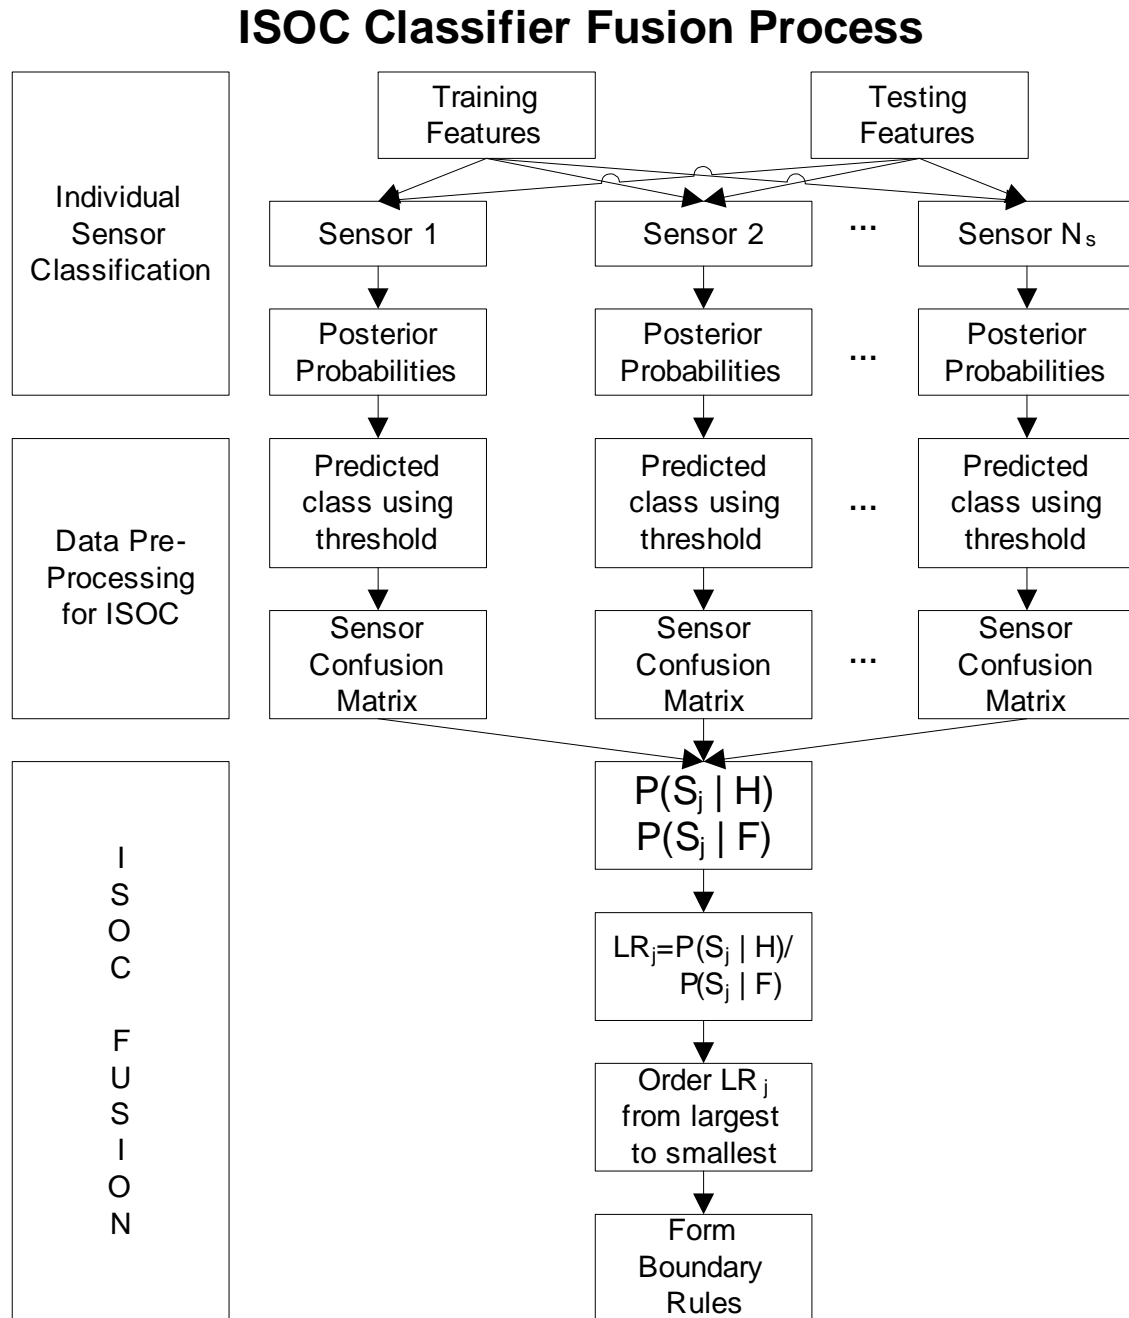 ISOC Classifier Fusion Process
Training
Features
Testing
Features
Individual
Sensor
Classification
Sensor 1
Sensor 2
...
Sensor Nₛ
Posterior
Probabilities
Posterior
Probabilities
...
Posterior
Probabilities
Data Pre-
Processing
for ISOC
Predicted
class using
threshold
Predicted
class using
threshold
...
Predicted
class using
threshold
Sensor
Confusion
Matrix
Sensor
Confusion
Matrix
...
Sensor
Confusion
Matrix
I
S
O
C
F
U
S
I
O
N
P(Sⱼ | H)
P(Sⱼ | F)
LRⱼ=P(Sⱼ | H)/
P(Sⱼ | F)
Order LR ⱼ
from largest
to smallest
Form
Boundary
Rules